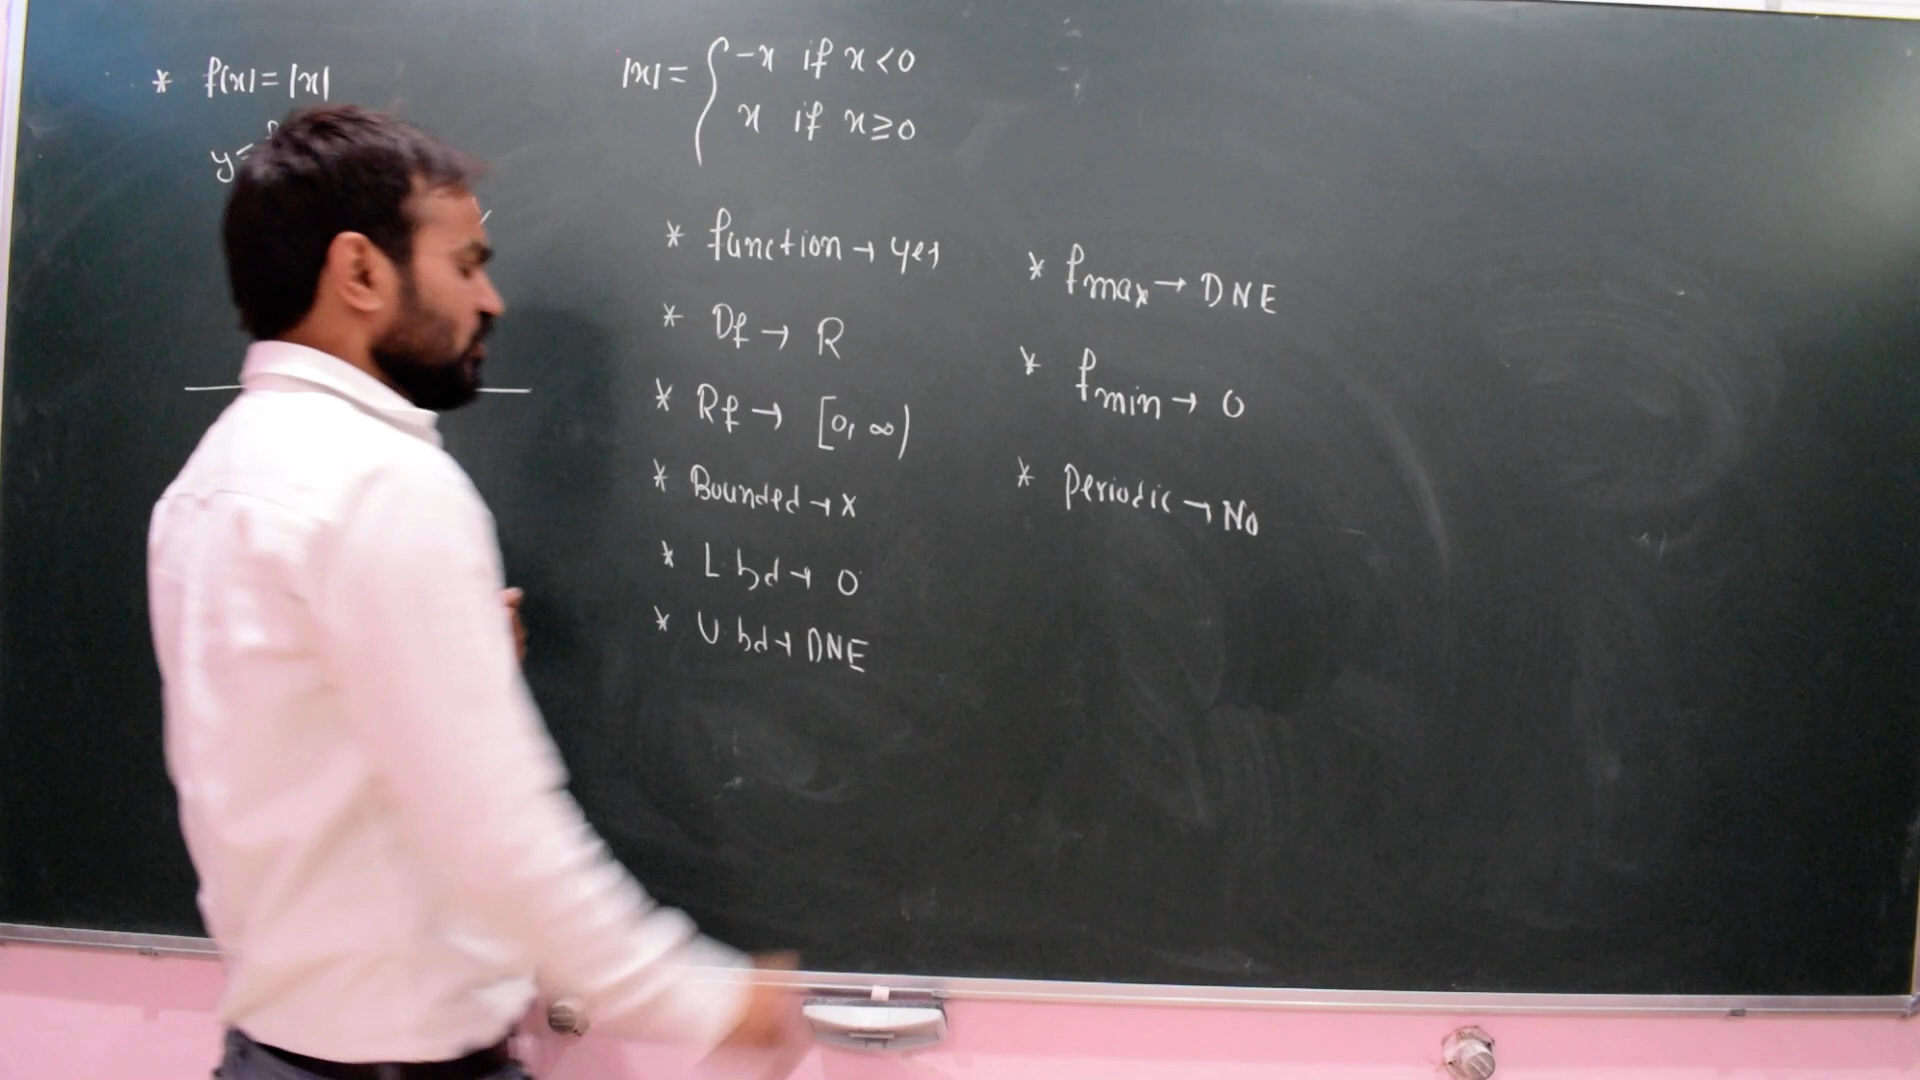 * f(x) = |x|
y =
|x| = { -x if x < 0
x if x ≥ 0
* function → yes
* Df → R
* Rf → [0, ∞)
* Bounded → x
* L.bd → 0
* U.bd → DNE
* fmax → DNE
* fmin → 0
* Periodic → No